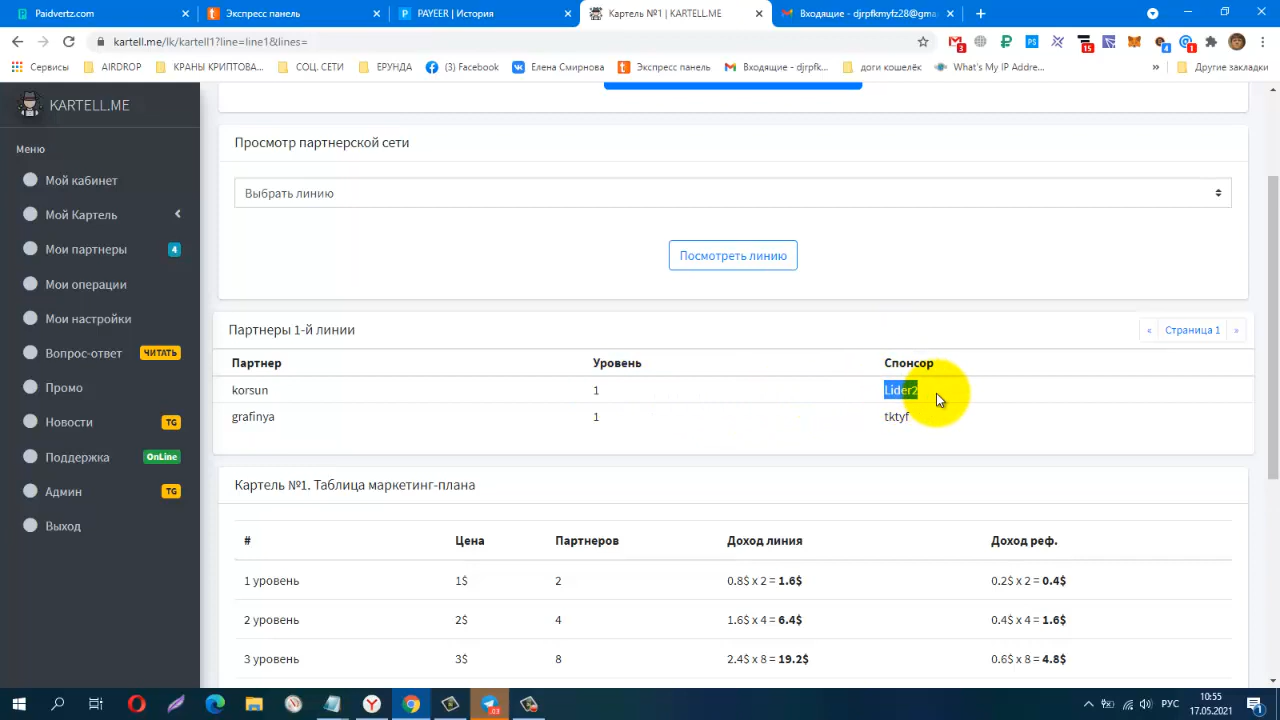 Paidvertz.com
Экспресс панель
PAYEER | История
Картель №1 | KARTELL.ME
Входящие - djrpfkmyfz28@gma
kartell.me/lk/kartell1?line=line1&lines=
3
15
4
1
Сервисы
AIRDROP
КРАНЫ КРИПТОВА...
СОЦ. СЕТИ
ЕРУНДА
(3) Facebook
Елена Смирнова
Экспресс панель
Входящие - djrpfk...
доги кошелёк
What's My IP Addre...
»
Другие закладки
KARTELL.ME
Меню
Мой кабинет
Мой Картель
Мои партнеры 4
Мои операции
Мои настройки
Вопрос-ответ ЧИТАТЬ
Промо
Новости TG
Поддержка OnLine
Админ TG
Выход
Просмотр партнерской сети
Выбрать линию
Посмотреть линию
Партнеры 1-й линии
« Страница 1 »
Партнер Уровень Спонсор
korsun 1 Lider2
grafinya 1 tktyf
Картель №1. Таблица маркетинг-плана
# Цена Партнеров Доход линия Доход реф.
1 уровень 1$ 2 0.8$ x 2 = 1.6$ 0.2$ x 2 = 0.4$
2 уровень 2$ 4 1.6$ x 4 = 6.4$ 0.4$ x 4 = 1.6$
3 уровень 3$ 8 2.4$ x 8 = 19.2$ 0.6$ x 8 = 4.8$
РУС
10:55
17.05.2021